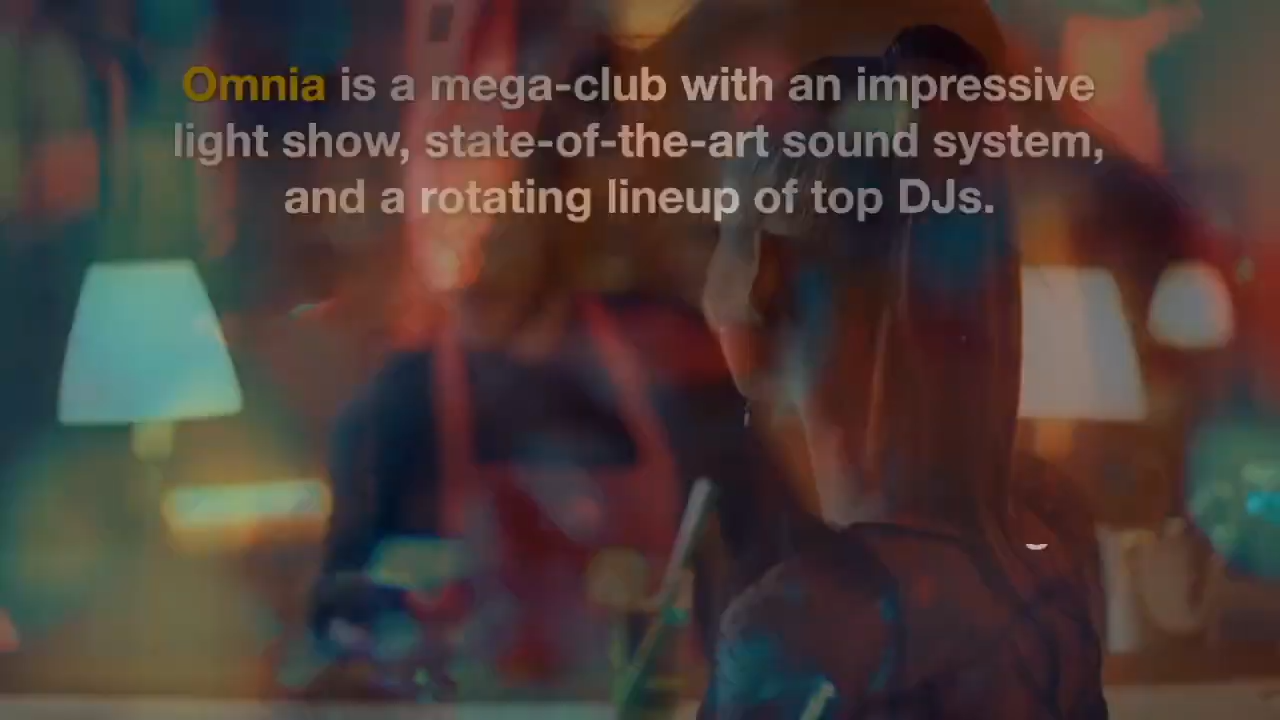 Omnia is a mega-club with an impressive
light show, state-of-the-art sound system,
and a rotating lineup of top DJs.